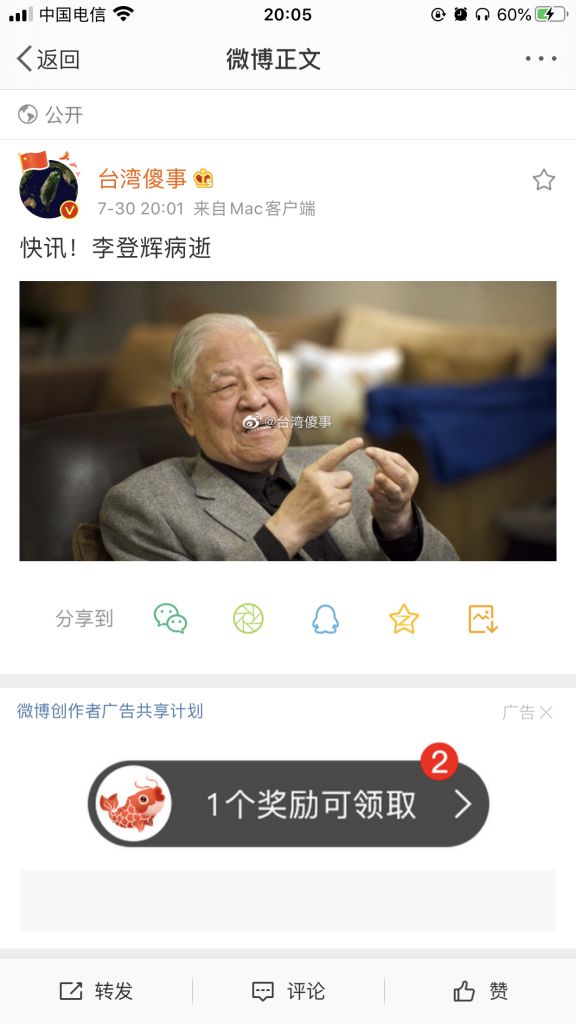 中国电信
20:05
60%
返回
微博正文
公开
台湾傻事
7-30 20:01 来自Mac客户端
快讯！李登辉病逝
@台湾傻事
分享到
微博创作者广告共享计划
广告
2
1个奖励可领取
转发
评论
赞